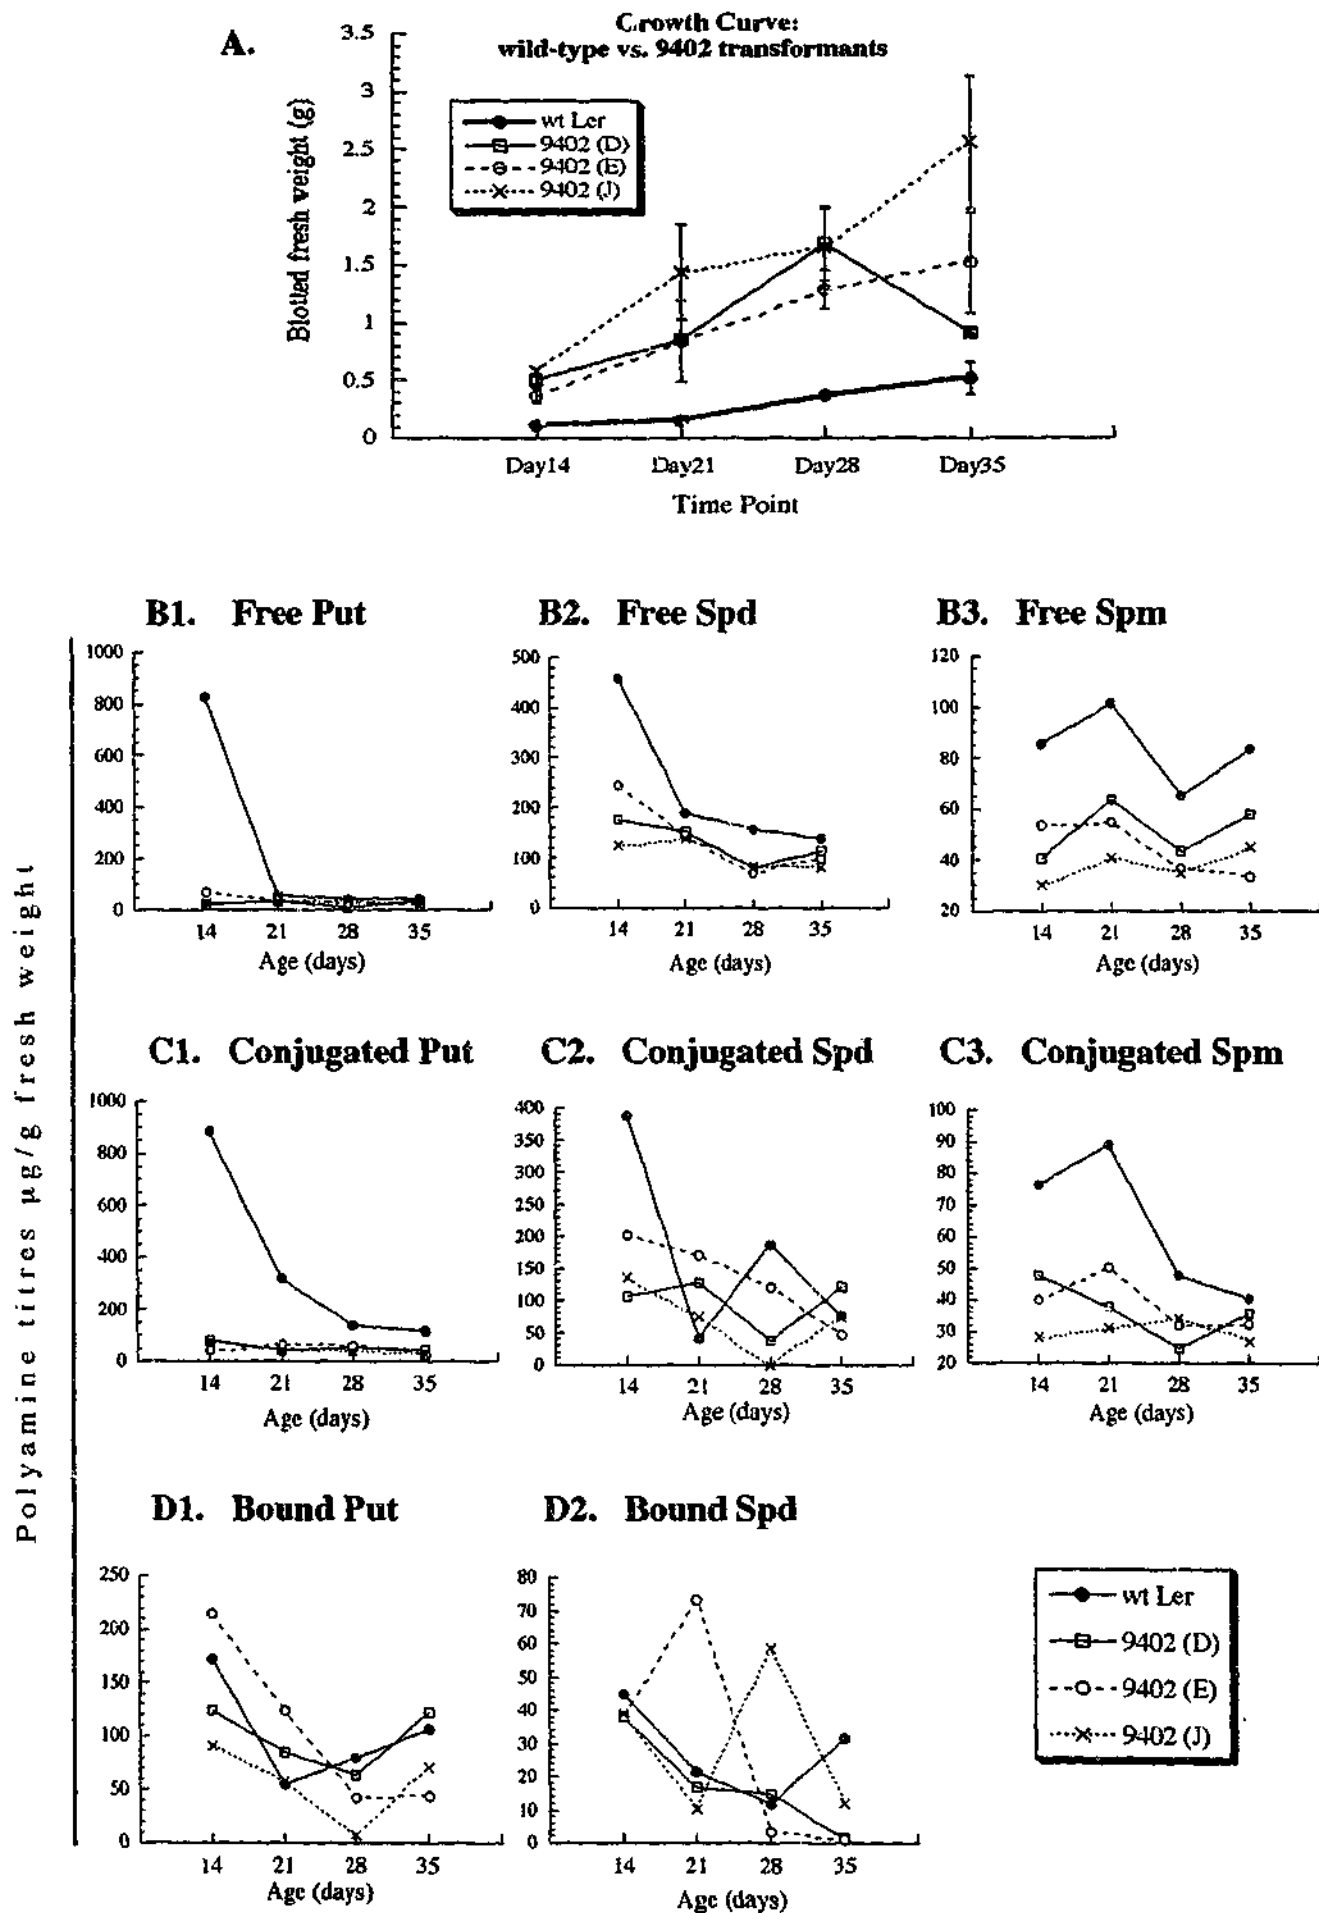 A.
Growth Curve:
wild-type vs. 9402 transformants
Blotted fresh weight (g)
3.5
3
2.5
2
1.5
1
0.5
0
wt Ler
9402 (D)
9402 (E)
9402 (J)
Day14 Day21 Day28 Day35
Time Point
Polyamine titres µg/g fresh weight
B1. Free Put
1000
800
600
400
200
0
14 21 28 35
Age (days)
B2. Free Spd
500
400
300
200
100
0
14 21 28 35
Age (days)
B3. Free Spm
120
100
80
60
40
20
14 21 28 35
Age (days)
C1. Conjugated Put
1000
800
600
400
200
0
14 21 28 35
Age (days)
C2. Conjugated Spd
400
350
300
250
200
150
100
50
0
14 21 28 35
Age (days)
C3. Conjugated Spm
100
90
80
70
60
50
40
30
20
14 21 28 35
Age (days)
D1. Bound Put
250
200
150
100
50
0
14 21 28 35
Age (days)
D2. Bound Spd
80
70
60
50
40
30
20
10
0
14 21 28 35
Age (days)
wt Ler
9402 (D)
9402 (E)
9402 (J)